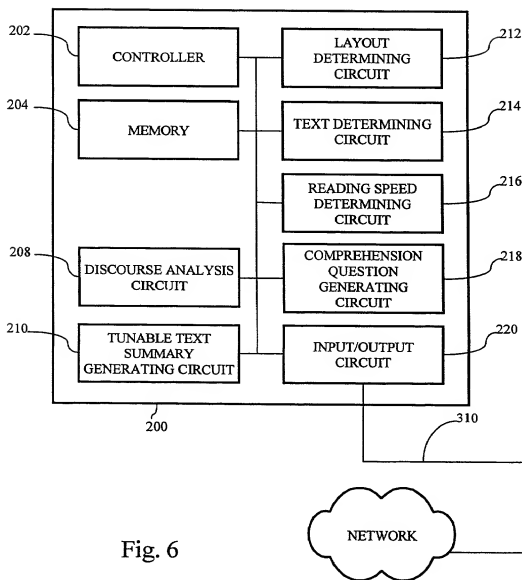 202
CONTROLLER
LAYOUT
DETERMINING
CIRCUIT
212
204
MEMORY
TEXT DETERMINING
CIRCUIT
214
READING SPEED
DETERMINING
CIRCUIT
216
208
DISCOURSE ANALYSIS
CIRCUIT
COMPREHENSION
QUESTION
GENERATING
CIRCUIT
218
210
TUNABLE TEXT
SUMMARY
GENERATING CIRCUIT
INPUT/OUTPUT
CIRCUIT
220
200
310
NETWORK
Fig. 6